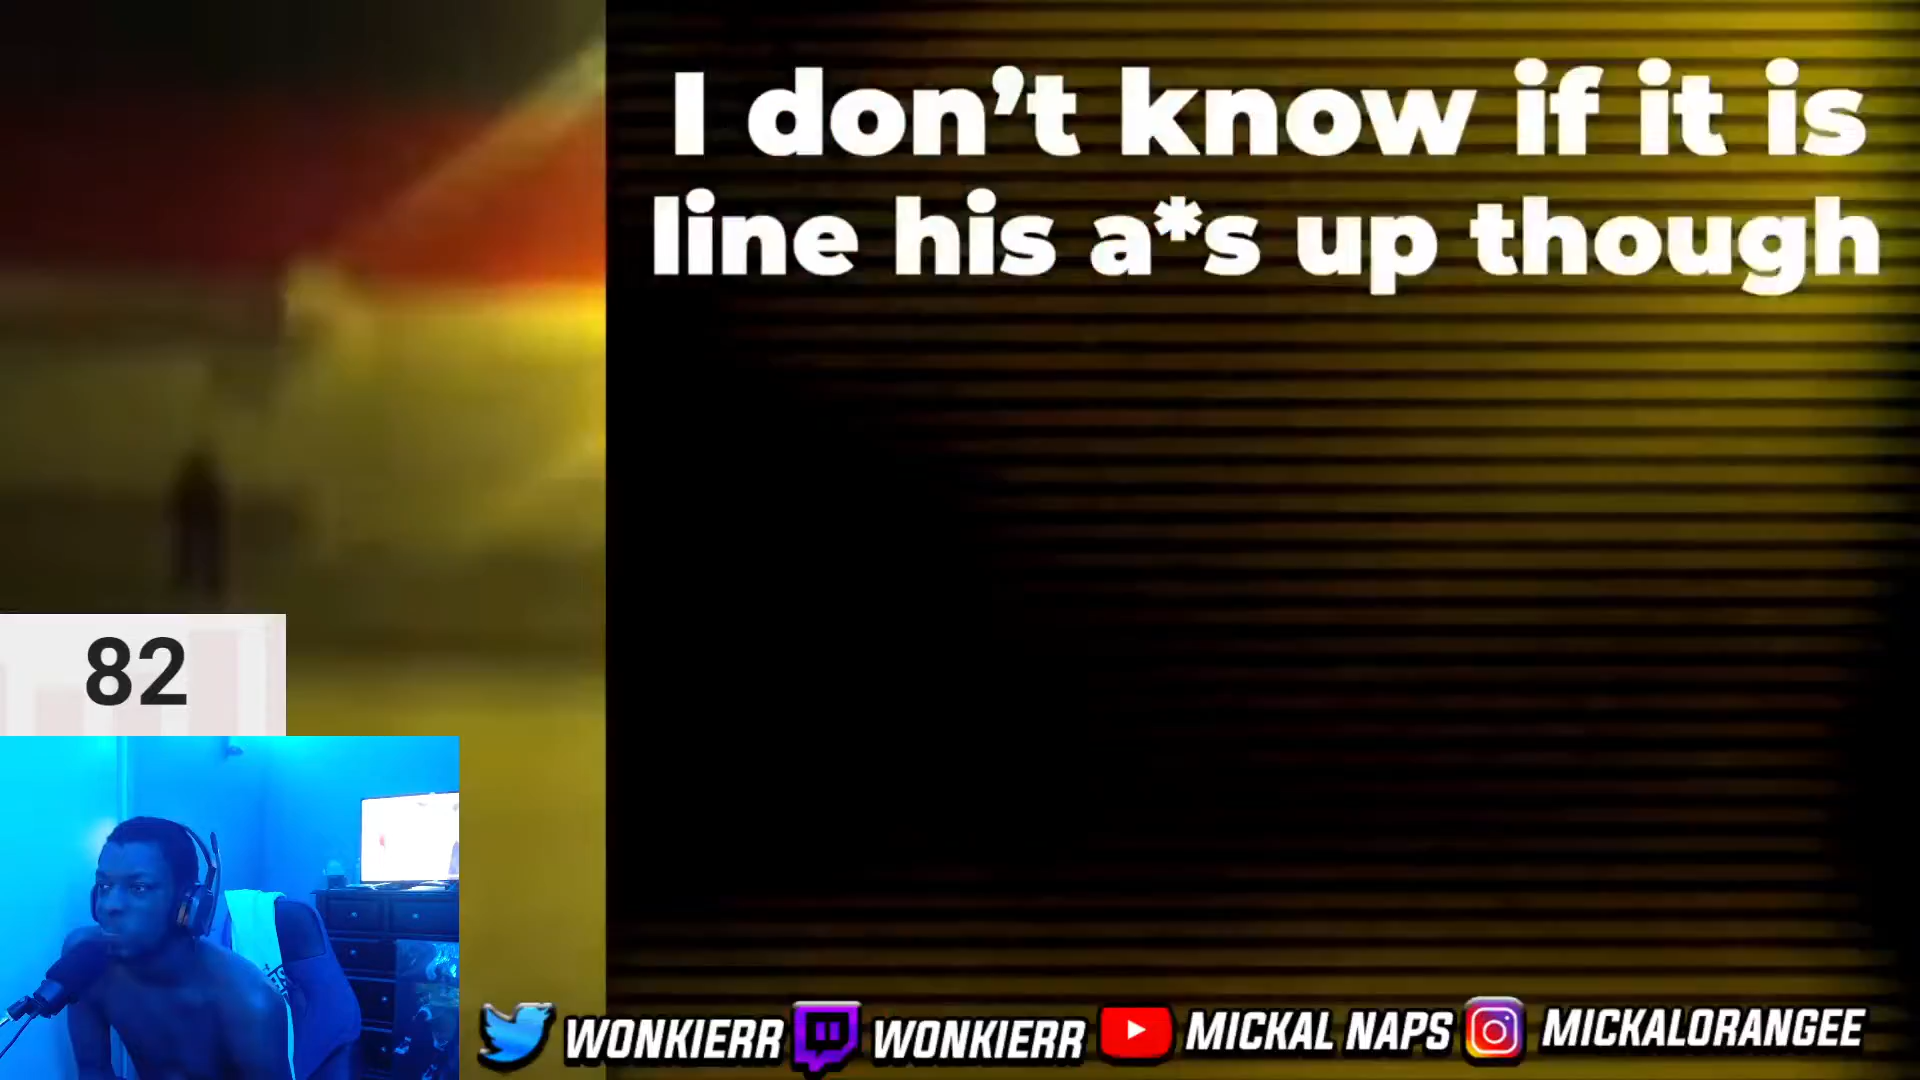 I don't know if it is
line his a*s up though
82
WONKIERR WONKIERR MICKAL NAPS MICKALORANGEE